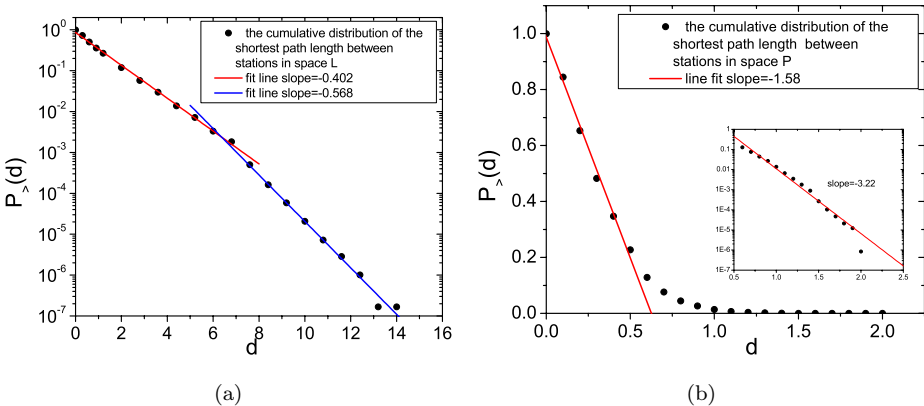 the cumulative distribution of the
shortest path length between
stations in space L
fit line slope=-0.402
fit line slope=-0.568
10^0
10^-1
10^-2
10^-3
10^-4
10^-5
10^-6
10^-7
P_>(d)
0 2 4 6 8 10 12 14 16
d
(a)
the cumulative distribution of the
shortest path length between
stations in space P
line fit slope=-1.58
1.0
0.8
0.6
0.4
0.2
0.0
P_>(d)
0.0 0.5 1.0 1.5 2.0
d
1
0.1
0.01
1E-3
1E-4
1E-5
1E-6
1E-7
0.5 1.0 1.5 2.0 2.5
slope=-3.22
(b)